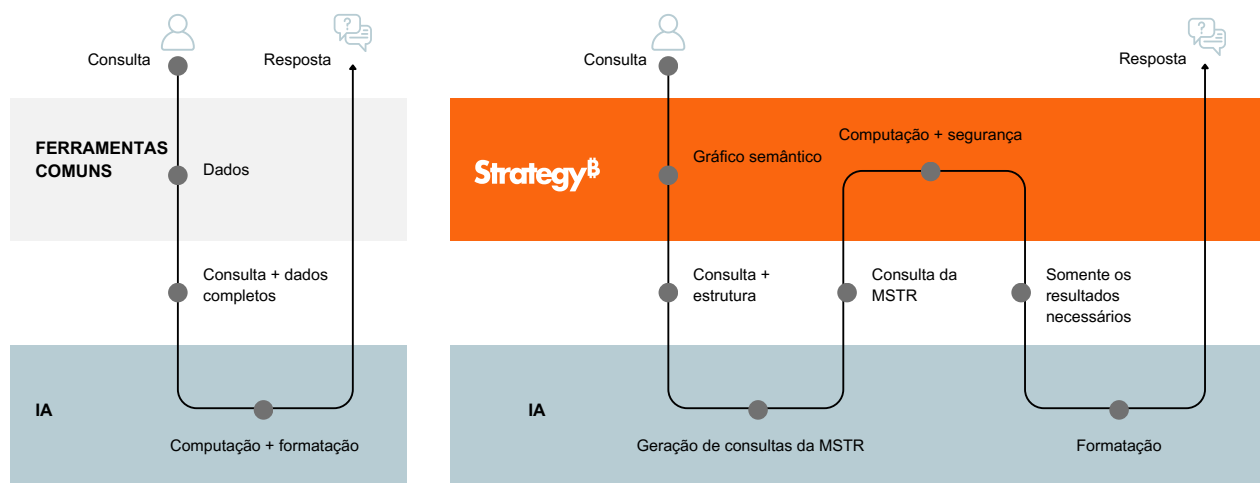 Consulta
Resposta
FERRAMENTAS
COMUNS
Dados
Consulta + dados
completos
IA
Computação + formatação
Consulta
Resposta
Computação + segurança
Strategy₿
Gráfico semântico
Consulta +
estrutura
Consulta da
MSTR
Somente os
resultados
necessários
IA
Geração de consultas da MSTR
Formatação